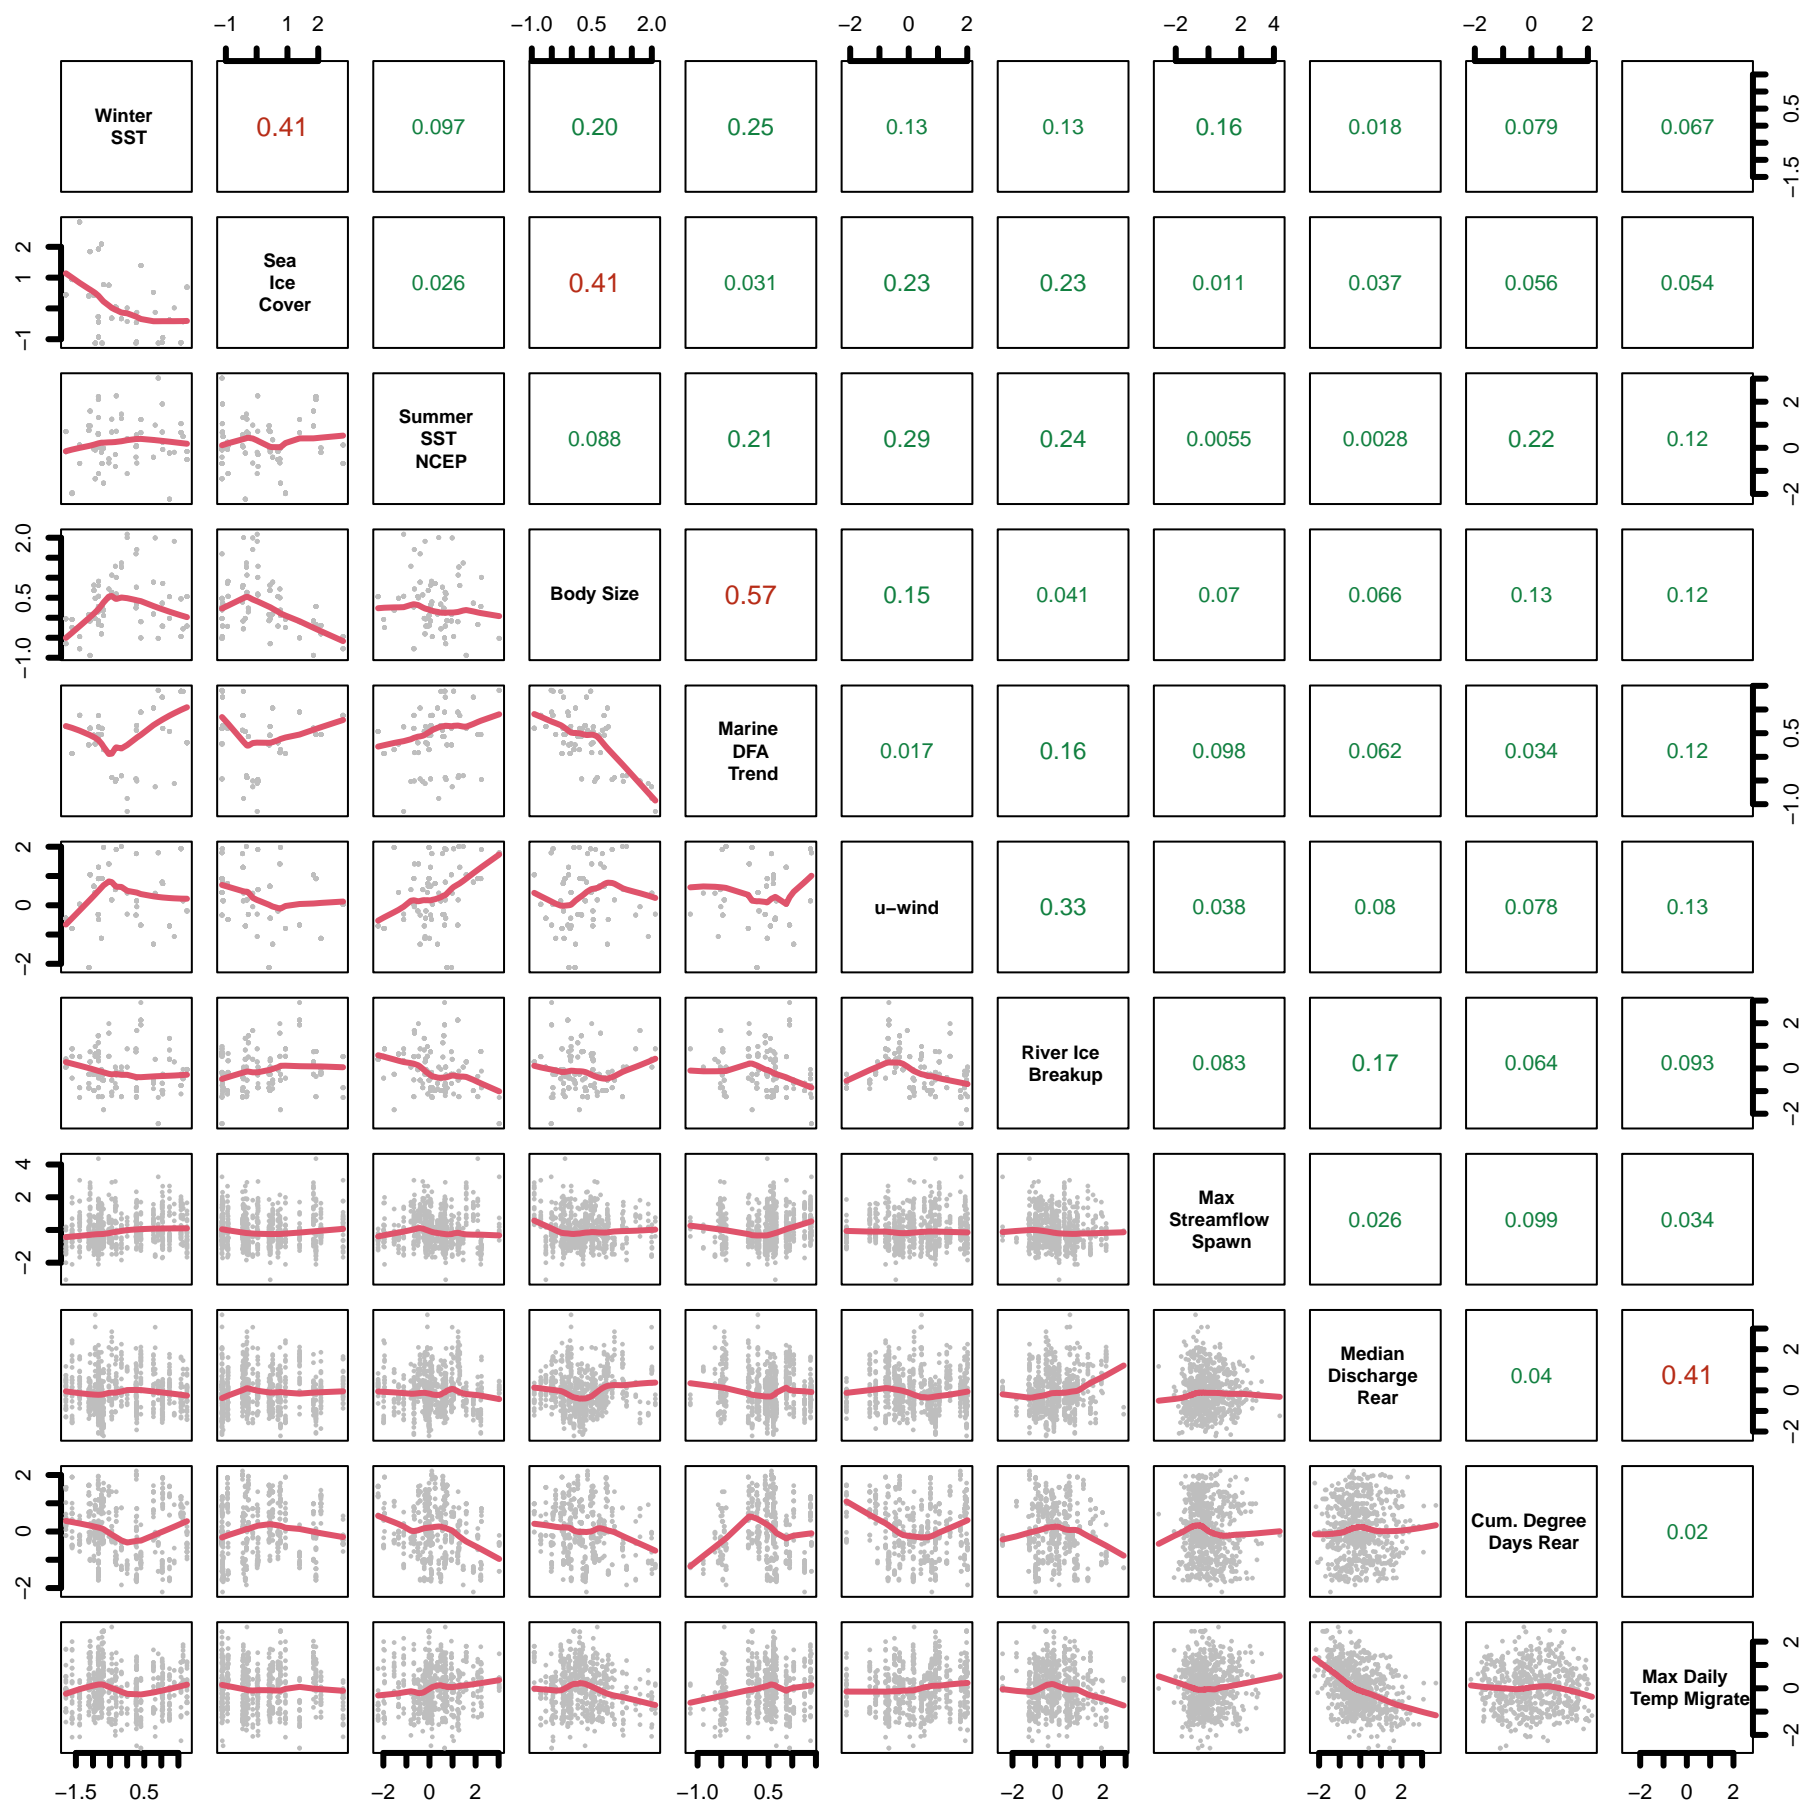 −1 1 2 −1.0 0.5 2.0 −2 0 2 −2 2 4 −2 0 2
Winter
SST
0.41 0.097 0.20 0.25 0.13 0.13 0.16 0.018 0.079 0.067
−1.5 0.5
−1 1 2
Sea
Ice
Cover
0.026 0.41 0.031 0.23 0.23 0.011 0.037 0.056 0.054
Summer
SST
NCEP
0.088 0.21 0.29 0.24 0.0055 0.0028 0.22 0.12
−2 0 2
−1.0 0.5 2.0
Body Size
0.57 0.15 0.041 0.07 0.066 0.13 0.12
Marine
DFA
Trend
0.017 0.16 0.098 0.062 0.034 0.12
−1.0 0.5
−2 0 2
u−wind
0.33 0.038 0.08 0.078 0.13
River Ice
Breakup
0.083 0.17 0.064 0.093
−2 0 2
−2 2 4
Max
Streamflow
Spawn
0.026 0.099 0.034
Median
Discharge
Rear
0.04 0.41
−2 0 2
−2 0 2
Cum. Degree
Days Rear
0.02
Max Daily
Temp Migrate
−2 0 2
−1.5 0.5 −2 0 2 −1.0 0.5 −2 0 2 −2 0 2 −2 0 2